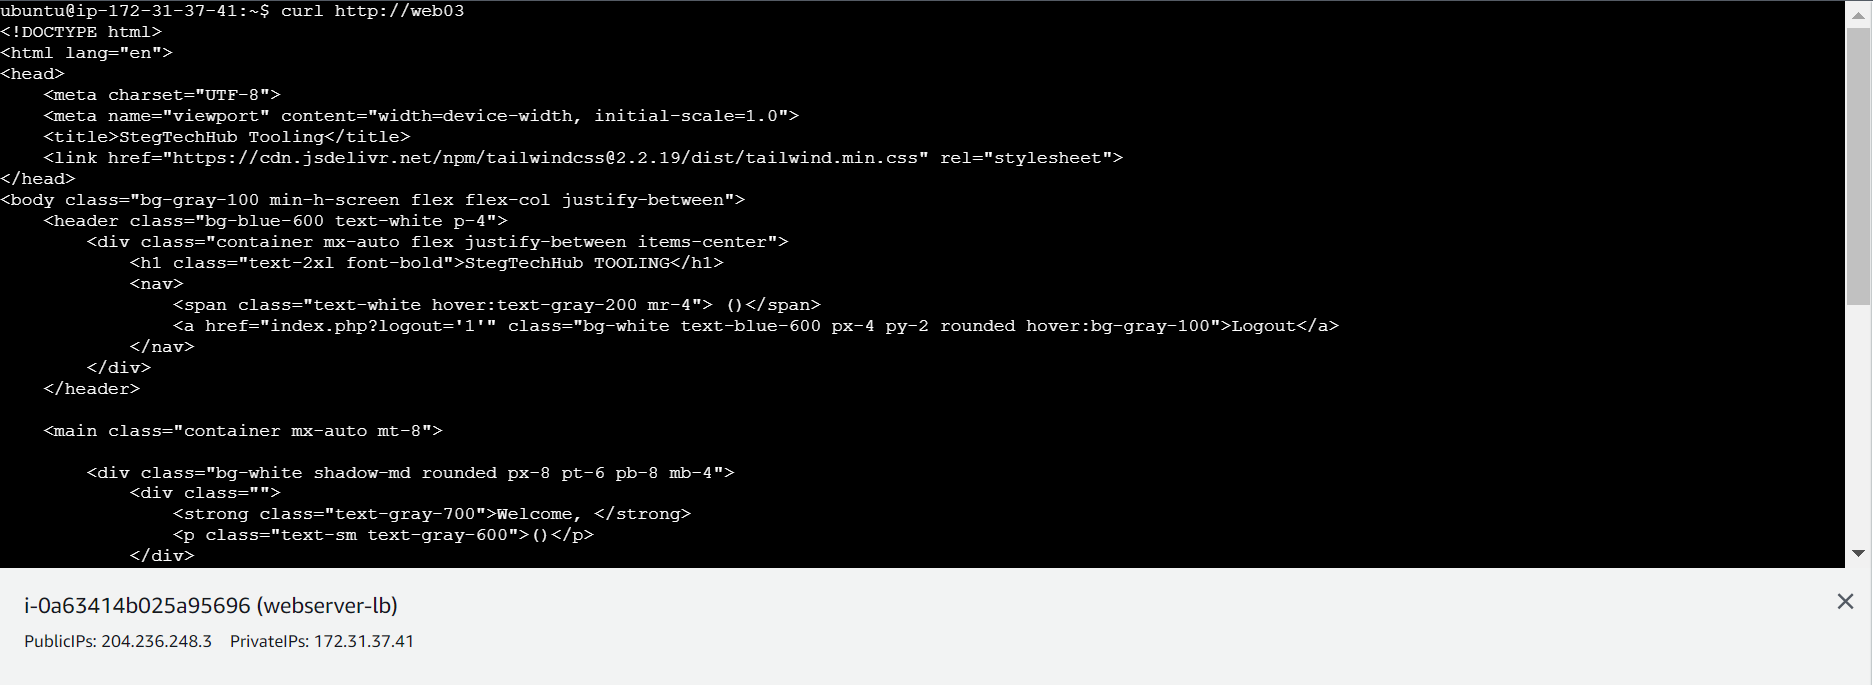 ubuntu@ip-172-31-37-41:~$ curl http://web03
<!DOCTYPE html>
<html lang="en">
<head>
    <meta charset="UTF-8">
    <meta name="viewport" content="width=device-width, initial-scale=1.0">
    <title>StegTechHub Tooling</title>
    <link href="https://cdn.jsdelivr.net/npm/tailwindcss@2.2.19/dist/tailwind.min.css" rel="stylesheet">
</head>
<body class="bg-gray-100 min-h-screen flex flex-col justify-between">
    <header class="bg-blue-600 text-white p-4">
        <div class="container mx-auto flex justify-between items-center">
            <h1 class="text-2xl font-bold">StegTechHub TOOLING</h1>
            <nav>
                <span class="text-white hover:text-gray-200 mr-4"> ()</span>
                <a href="index.php?logout='1'" class="bg-white text-blue-600 px-4 py-2 rounded hover:bg-gray-100">Logout</a>
            </nav>
        </div>
    </header>

    <main class="container mx-auto mt-8">

        <div class="bg-white shadow-md rounded px-8 pt-6 pb-8 mb-4">
            <div class="">
                <strong class="text-gray-700">Welcome, </strong>
                <p class="text-sm text-gray-600">()</p>
            </div>
i-0a63414b025a95696 (webserver-lb)
PublicIPs: 204.236.248.3    PrivateIPs: 172.31.37.41